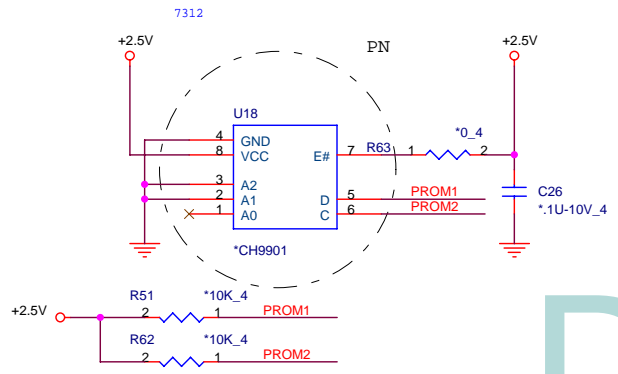 7312
+2.5V
+2.5V
PN
U18
4 GND
8 VCC
3 A2
2 A1
1 A0
E# 7
D 5
C 6
R63 1 *0_4 2
PROM1
PROM2
C26
*.1U-10V_4
*CH9901
+2.5V
R51 *10K_4
2 1 PROM1
R62 *10K_4
2 1 PROM2
D